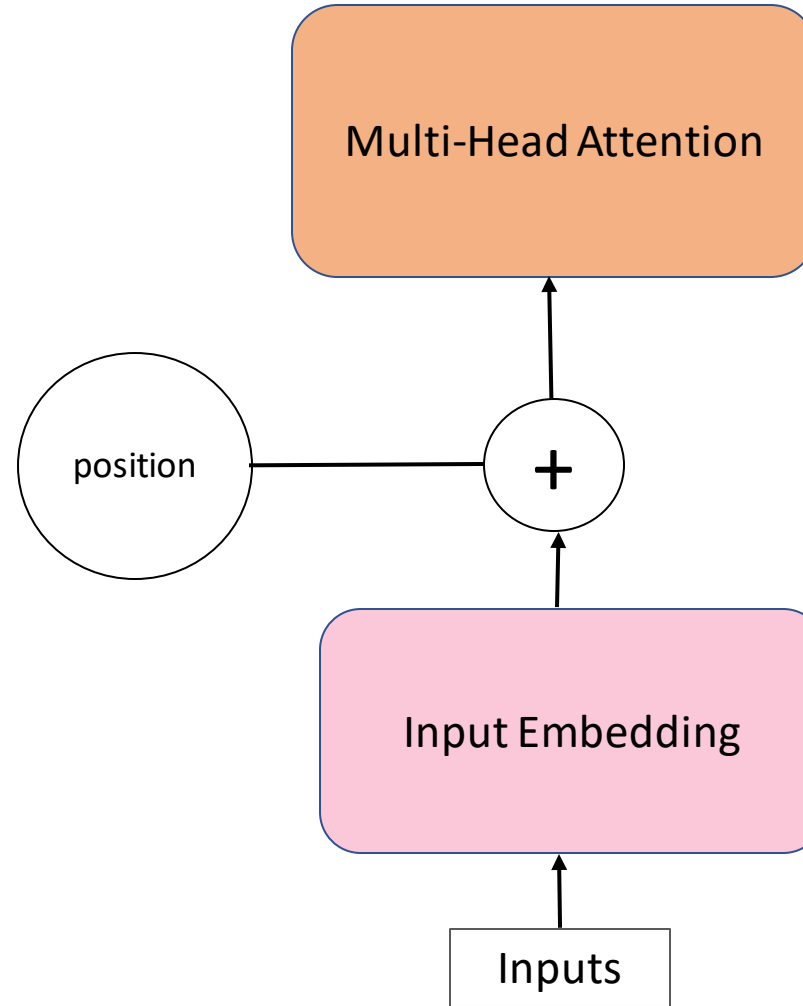 Multi-Head Attention
position
+
Input Embedding
Inputs